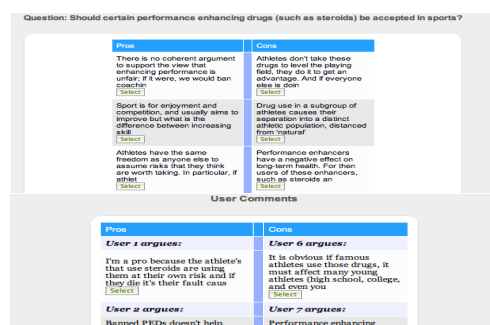 Question: Should certain performance enhancing drugs (such as steroids) be accepted in sports?
Pros
Cons
There is no coherent argument
to support the view that
enhancing performance is
unfair; if it were, we would ban
coachin
Select
Athletes don't take these
drugs to level the playing
field, they do it to get an
advantage. And if everyone
else is doin
Select
Sport is for enjoyment and
competition, and usually aims to
improve but what is the
difference between increasing
skill
Select
Drug use in a subgroup of
athletes causes their
separation into a distinct
athletic population, distanced
from 'natural'
Select
Athletes have the same
freedom as anyone else to
assume risks that they think
are worth taking. In particular, if
athlet
Select
Performance enhancers
have a negative effect on
long-term health. For then
users of these enhancers,
such as steroids an
Select
User Comments
Pros
Cons
User 1 argues:
User 6 argues:
I'm a pro because the athlete's
that use steroids are using
them at their own risk and if
they die it's their fault caus
Select
It is obvious if famous
athletes use those drugs, it
must affect many young
athletes (high school, college,
and even you
Select
User 2 argues:
User 7 argues:
Banned PEDs doesn't help
Performance enhancing